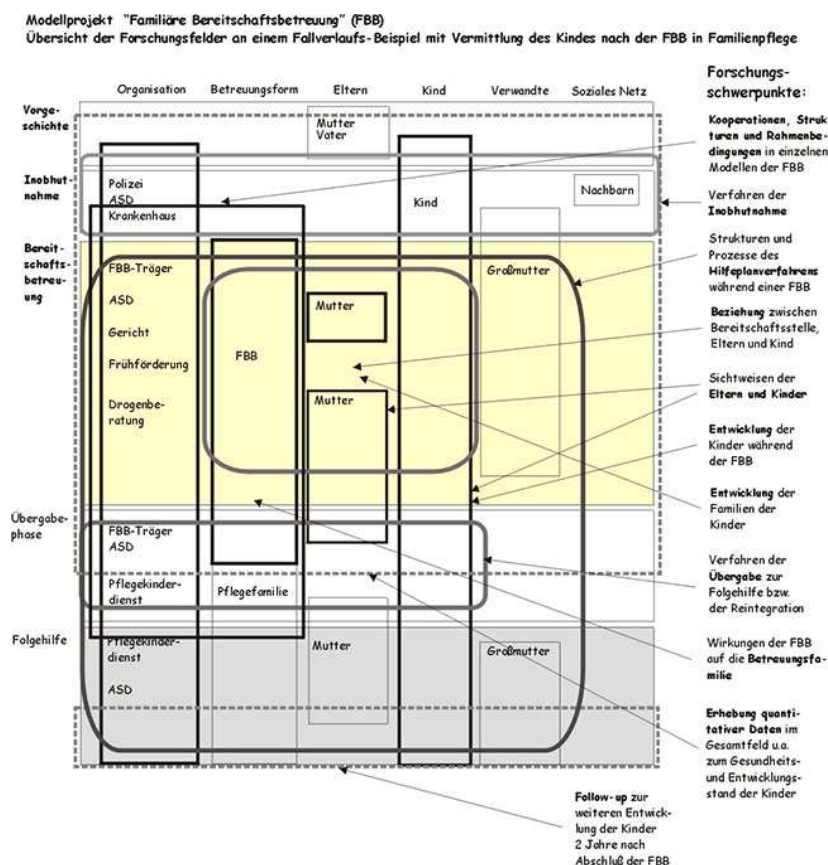 Modellprojekt "Familiäre Bereitschaftsbetreuung" (FBB)
Übersicht der Forschungsfelder an einem Fallverlaufs-Beispiel mit Vermittlung des Kindes nach der FBB in Familienpflege
Organisation Betreuungsform Eltern Kind Verwandte Soziales Netz
Vorge-
schichte
Mutter
Vater
Inobhut-
nahme
Polizei
ASD
Krankenhaus
Kind
Nachbarn
Bereit-
schafts-
betreu-
ung
FBB-Träger
ASD
Gericht
Frühförderung
Drogenbe-
ratung
FBB
Mutter
Mutter
Großmutter
Übergabe-
phase
FBB-Träger
ASD
Pflegekinder-
dienst
Pflegefamilie
Folgehilfe
Pflegekinder-
dienst
ASD
Mutter
Großmutter
Forschungs-
schwerpunkte:
Kooperationen, Struk-
turen und Rahmenbe-
dingungen in einzelnen
Modellen der FBB
Verfahren der
Inobhutnahme
Strukturen und
Prozesse des
Hilfeplanverfahrens
während einer FBB
Beziehung zwischen
Bereitschaftsstelle,
Eltern und Kind
Sichtweisen der
Eltern und Kinder
Entwicklung der
Kinder während
der FBB
Entwicklung der
Familien der
Kinder
Verfahren der
Übergabe zur
Folgehilfe bzw.
der Reintegration
Wirkungen der FBB
auf die Betreuungsfa-
milie
Erhebung quanti-
tativer Daten im
Gesamtfeld u.a.
zum Gesundheits-
und Entwicklungs-
stand der Kinder
Follow-up zur
weiteren Entwick-
lung der Kinder
2 Jahre nach
Abschluß der FBB